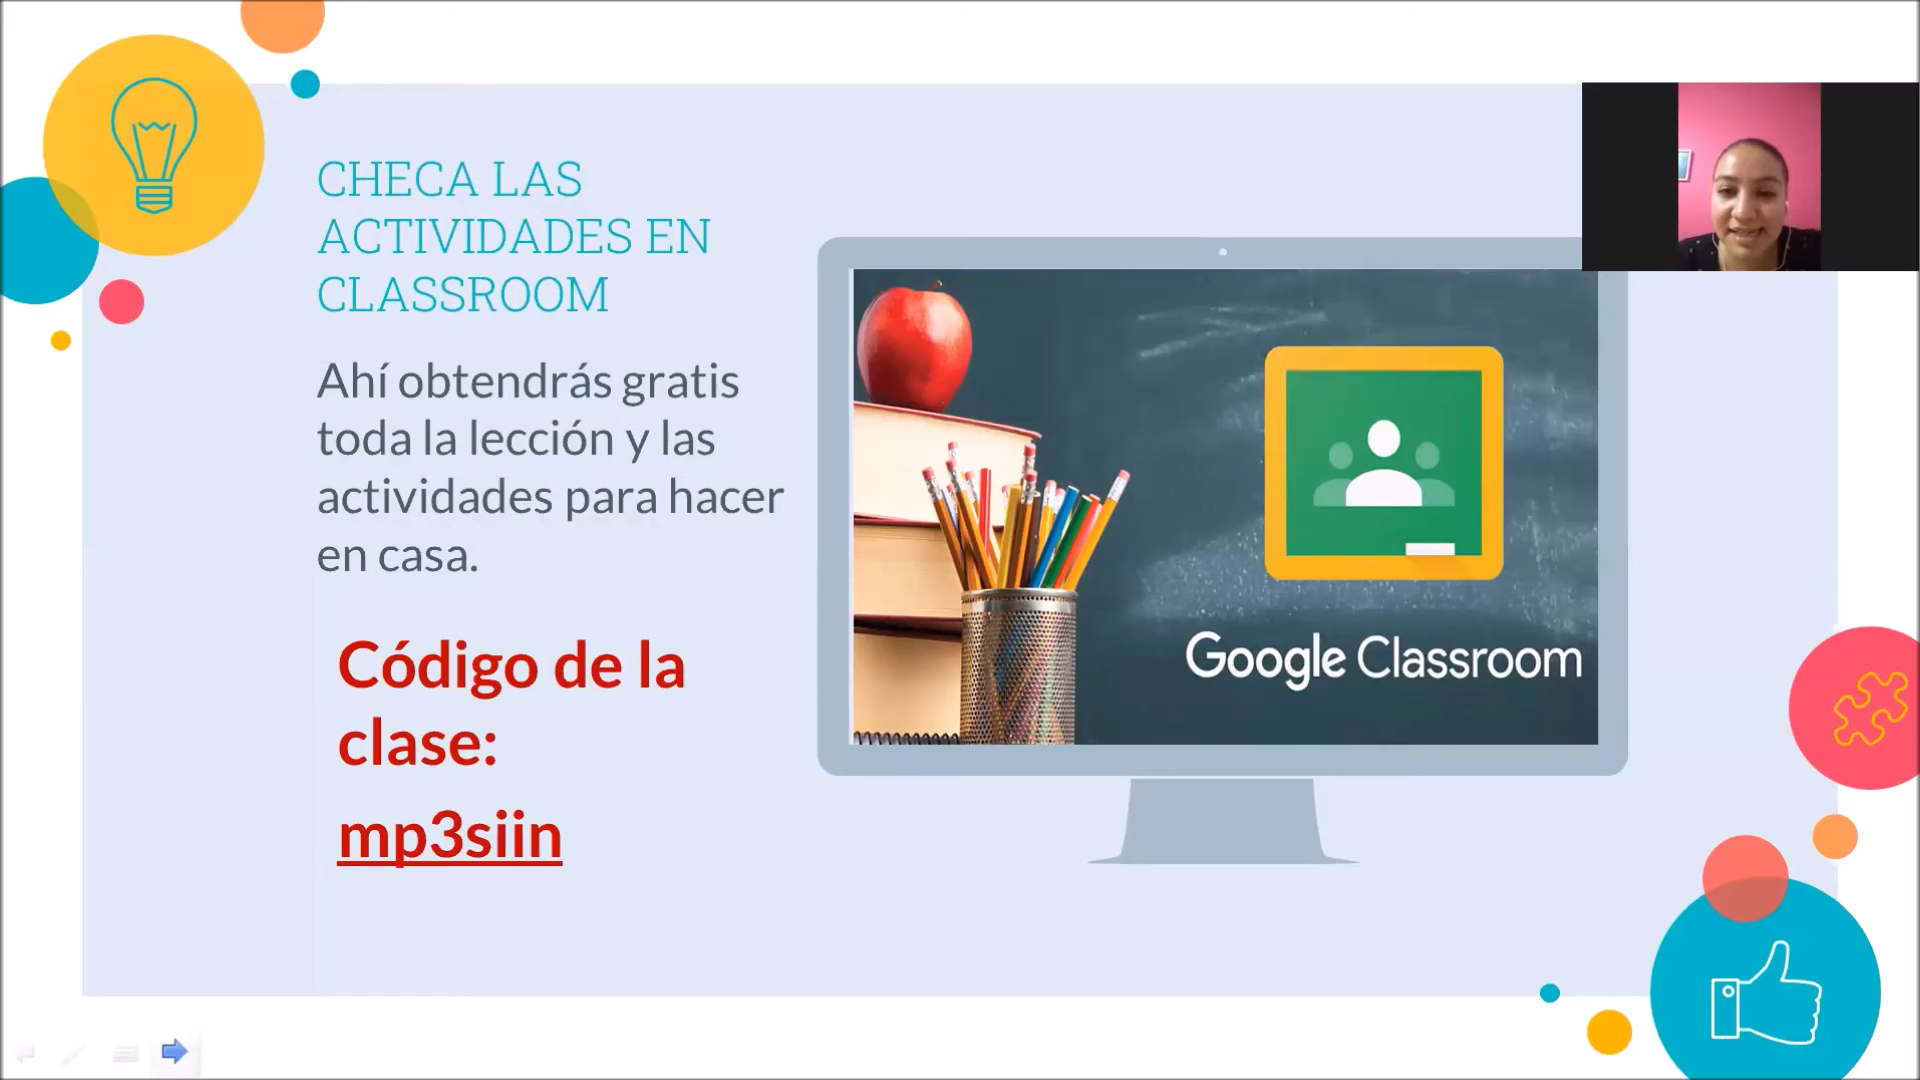 CHECA LAS
ACTIVIDADES EN
CLASSROOM
Ahí obtendrás gratis
toda la lección y las
actividades para hacer
en casa.
Código de la
clase:
mp3siin
Google Classroom